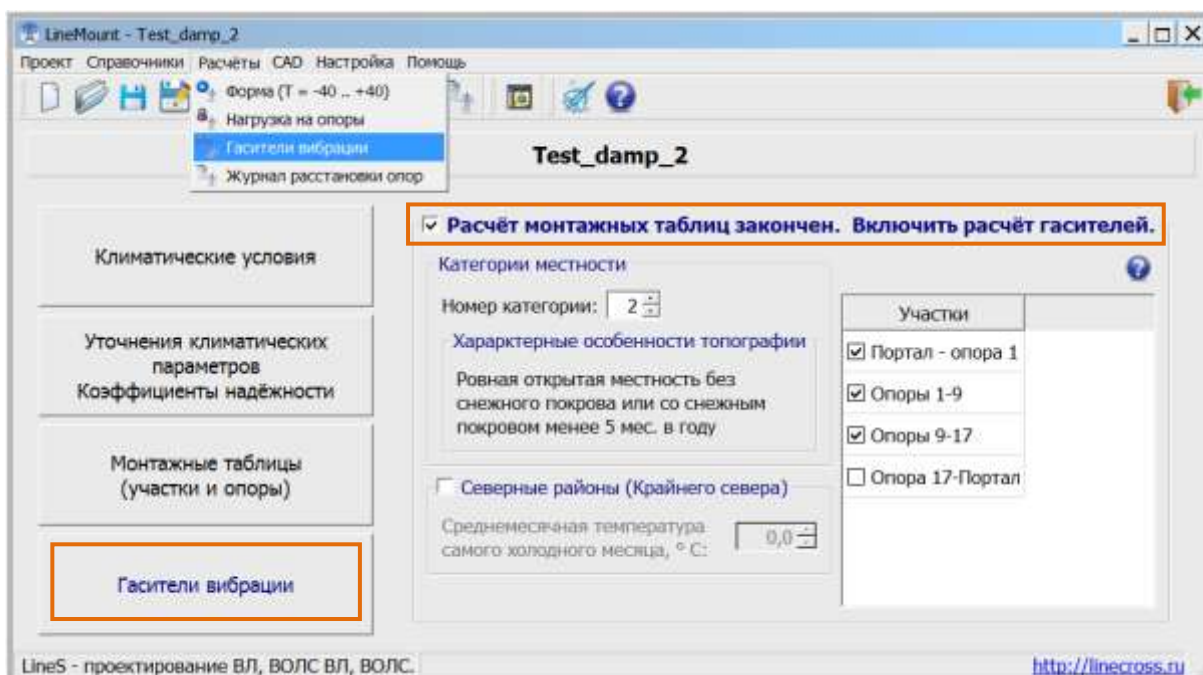 LineMount - Test_damp_2
Проект Справочники Расчёты CAD Настройка Помощь
Форма (T = -40 .. +40)
Нагрузка на опоры
Гасители вибрации
Журнал расстановки опор
Test_damp_2
Климатические условия
Уточнения климатических
параметров
Коэффициенты надёжности
Монтажные таблицы
(участки и опоры)
Гасители вибрации
Расчёт монтажных таблиц закончен. Включить расчёт гасителей.
Категории местности
Номер категории: 2
Харарктерные особенности топографии
Ровная открытая местность без
снежного покрова или со снежным
покровом менее 5 мес. в году
Северные районы (Крайнего севера)
Среднемесячная температура
самого холодного месяца, ° C: 0,0
Участки
Портал - опора 1
Опоры 1-9
Опоры 9-17
Опора 17-Портал
LineS - проектирование ВЛ, ВОЛС ВЛ, ВОЛС.
http://linecross.ru